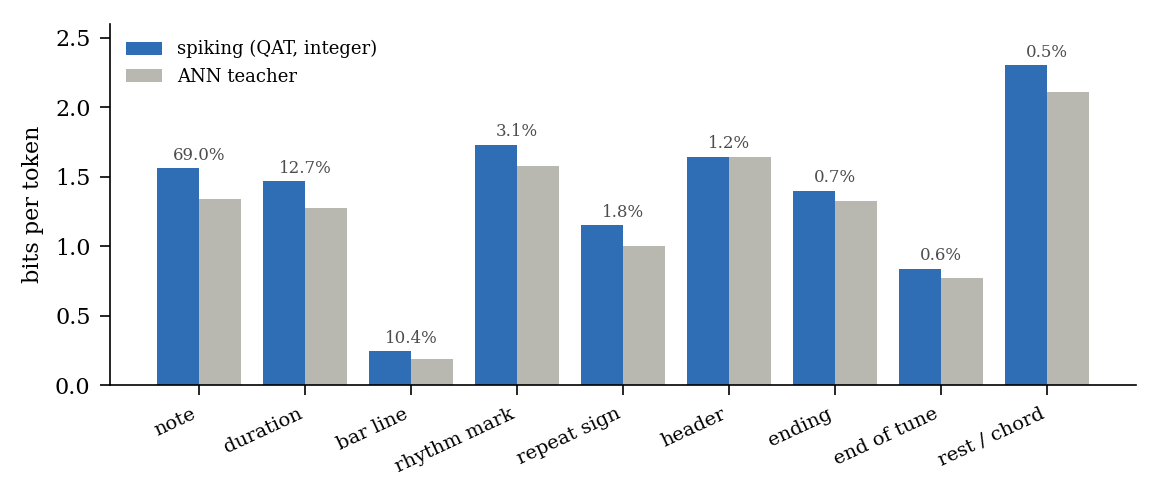 2.5
2.0
1.5
1.0
0.5
0.0
bits per token
spiking (QAT, integer)
ANN teacher
69.0%
12.7%
10.4%
3.1%
1.8%
1.2%
0.7%
0.6%
0.5%
note
duration
bar line
rhythm mark
repeat sign
header
ending
end of tune
rest / chord